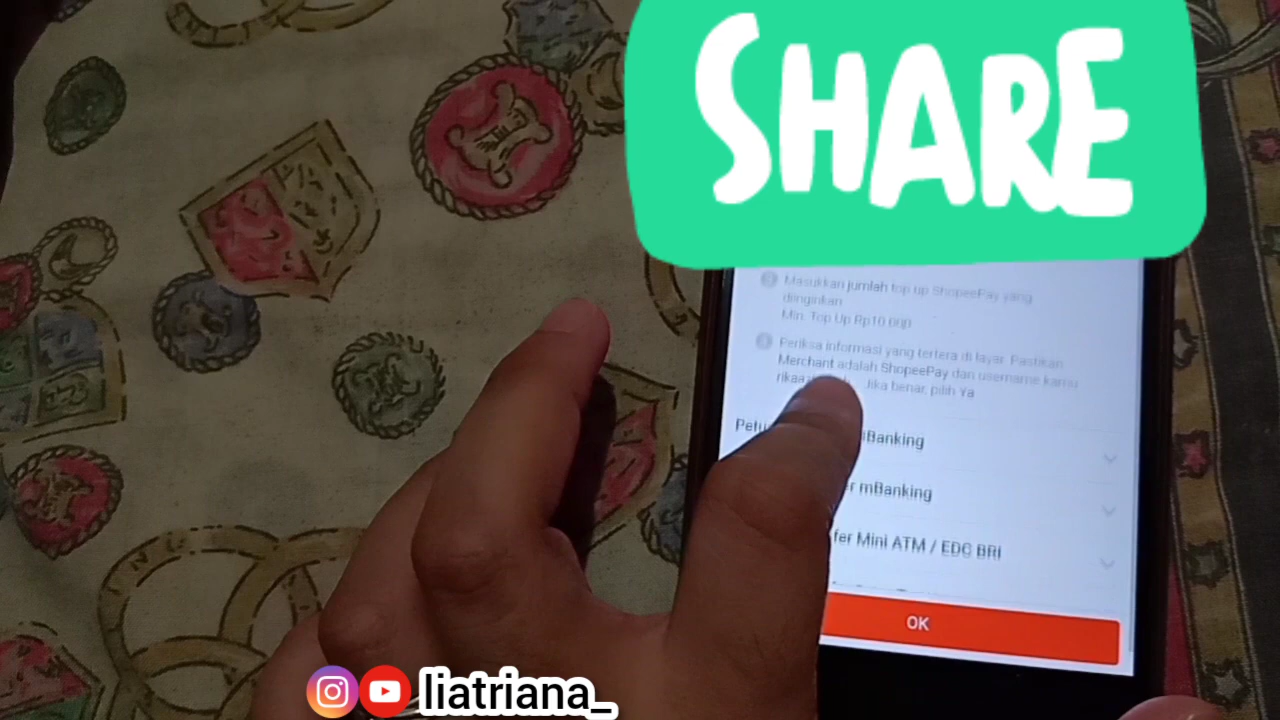 SHARE
Masukkan jumlah top up ShopeePay yang
diinginkan
Min. Top Up Rp10.000
Periksa informasi yang tertera di layar. Pastikan
Merchant adalah ShopeePay dan username kamu
Jika benar, pilih Ya
iBanking
mBanking
fer Mini ATM / EDC BRI
OK
liatriana_